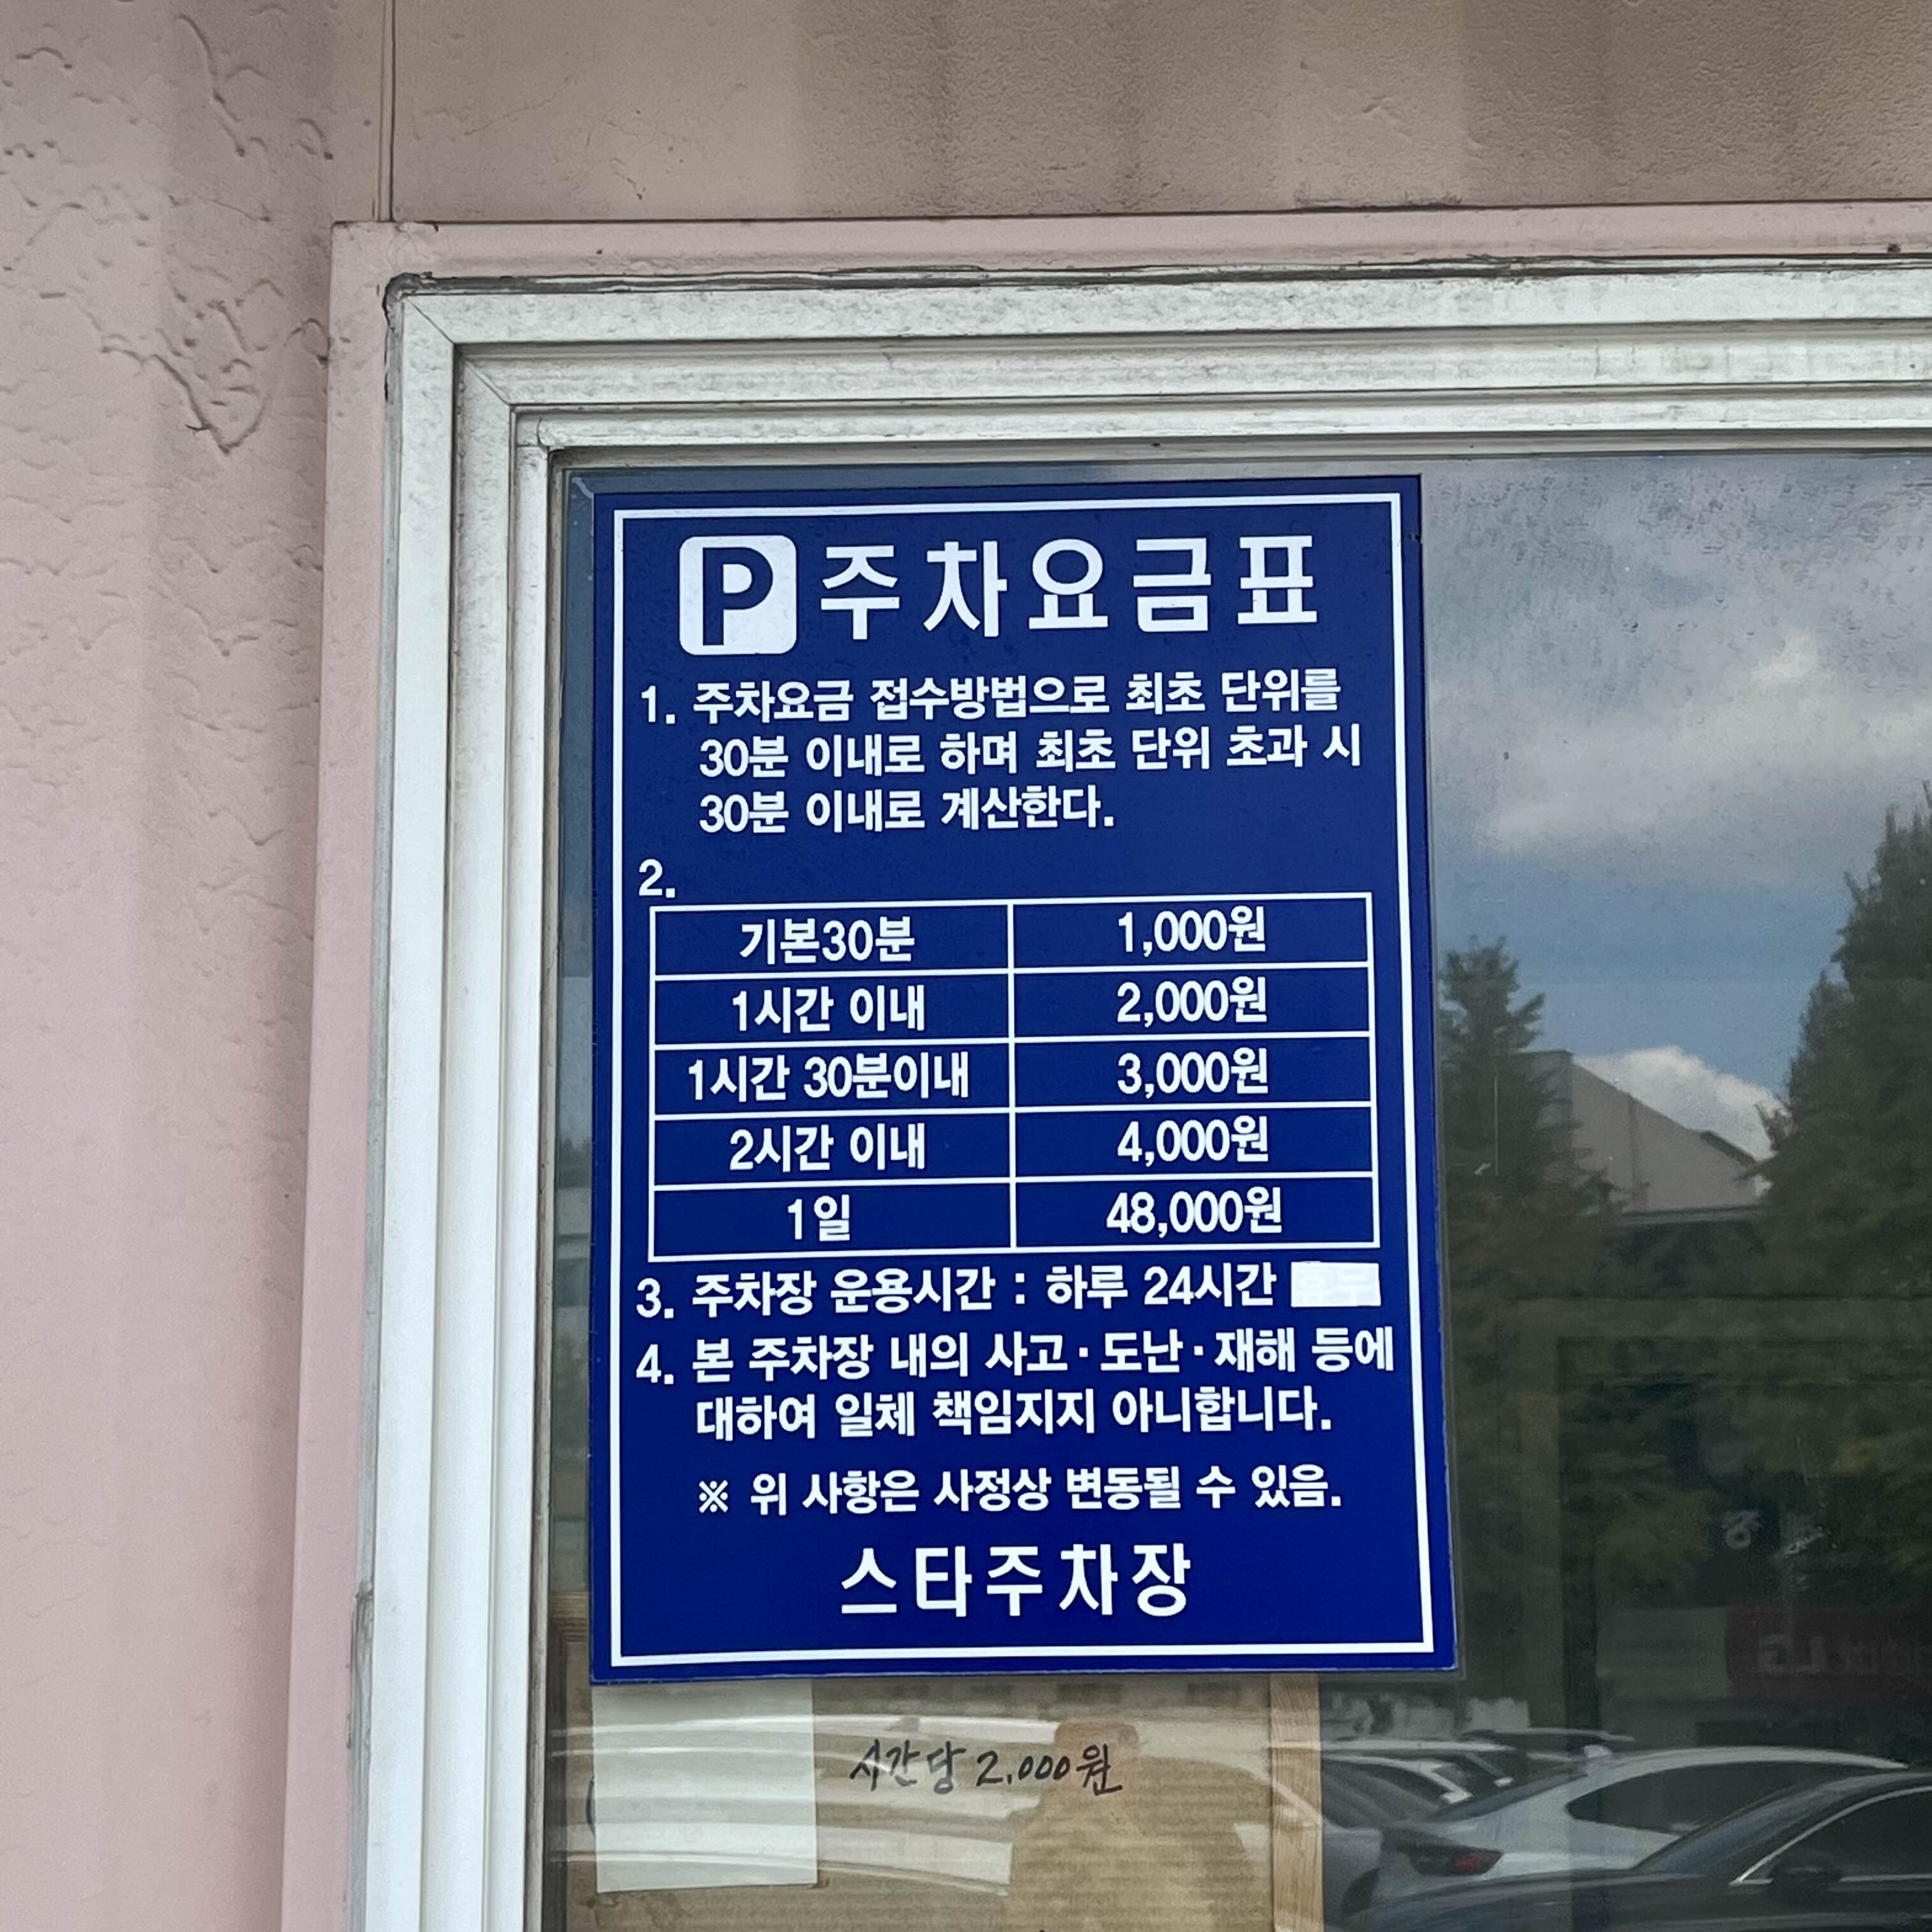 P 주차요금표
1. 주차요금 접수방법으로 최초 단위를
30분 이내로 하며 최초 단위 초과 시
30분 이내로 계산한다.
2.
기본30분 1,000원
1시간 이내 2,000원
1시간 30분이내 3,000원
2시간 이내 4,000원
1일 48,000원
3. 주차장 운용시간 : 하루 24시간
4. 본 주차장 내의 사고·도난·재해 등에
대하여 일체 책임지지 아니합니다.
※ 위 사항은 사정상 변동될 수 있음.
스타주차장
시간당 2.000원
LG